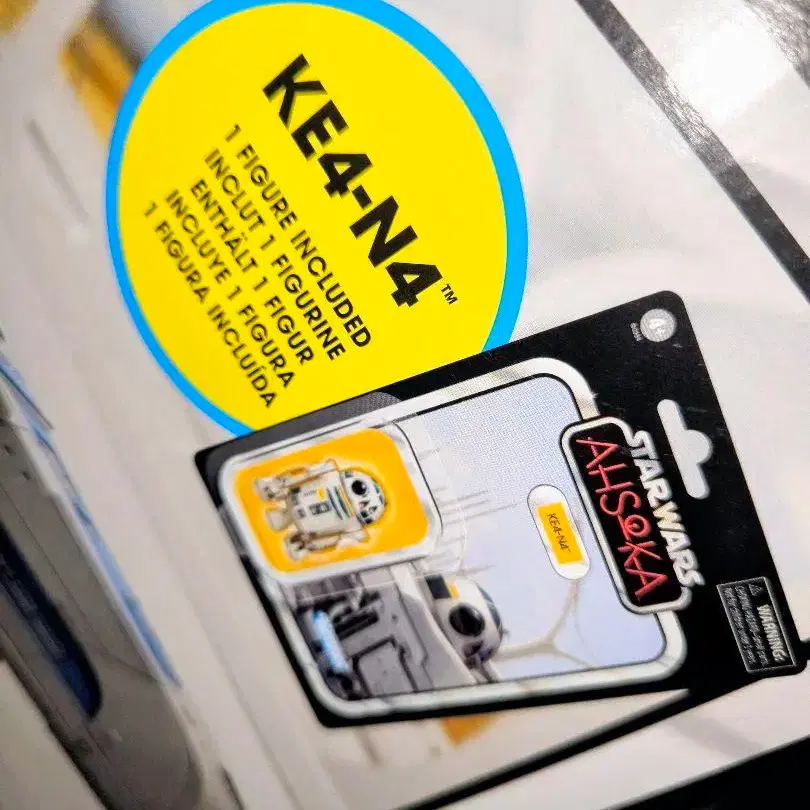 KE4-N4™
1 FIGURE INCLUDED
INCLUT 1 FIGURINE
ENTHÄLT 1 FIGUR
INCLUYE 1 FIGURA
1 FIGURA INCLUÍDA
4+
STAR WARS
AHSOKA
KE4-N4
WARNING: